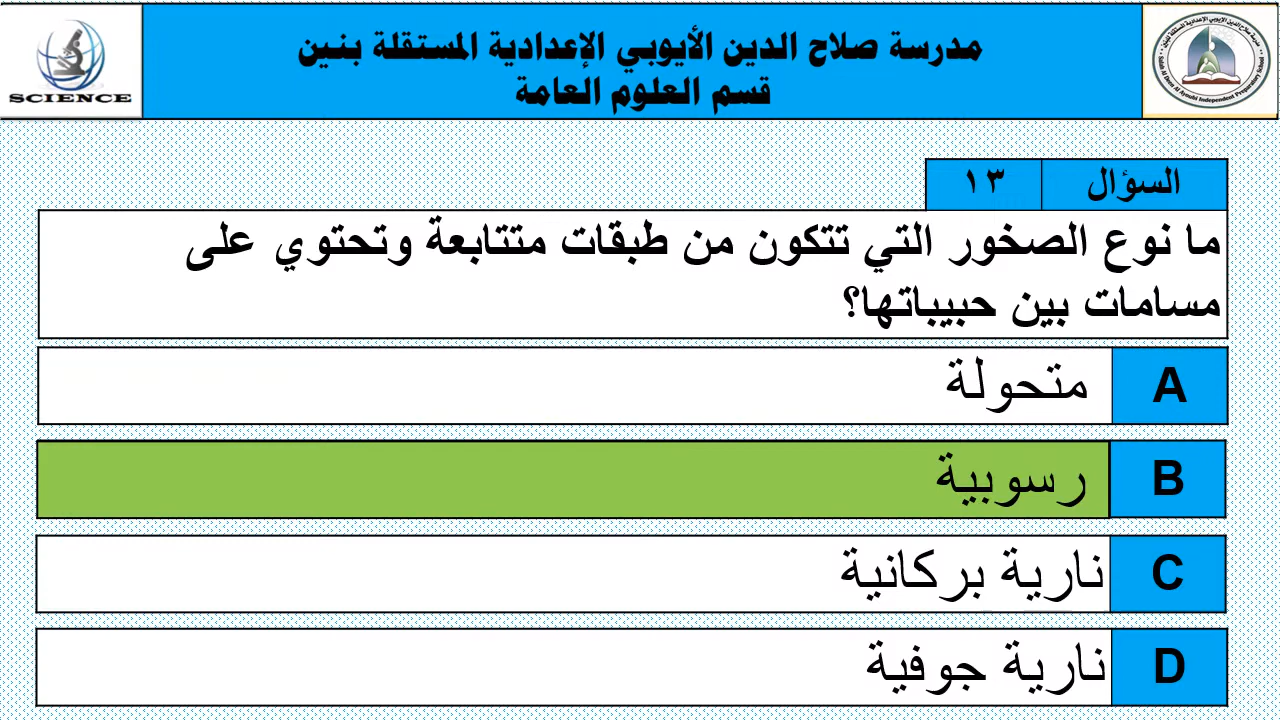 مدرسة صلاح الدين الأيوبي الإعدادية المستقلة بنين
قسم العلوم العامة
SCIENCE
السؤال ١٣
ما نوع الصخور التي تتكون من طبقات متتابعة وتحتوي على
مسامات بين حبيباتها؟
A متحولة
B رسوبية
C نارية بركانية
D نارية جوفية